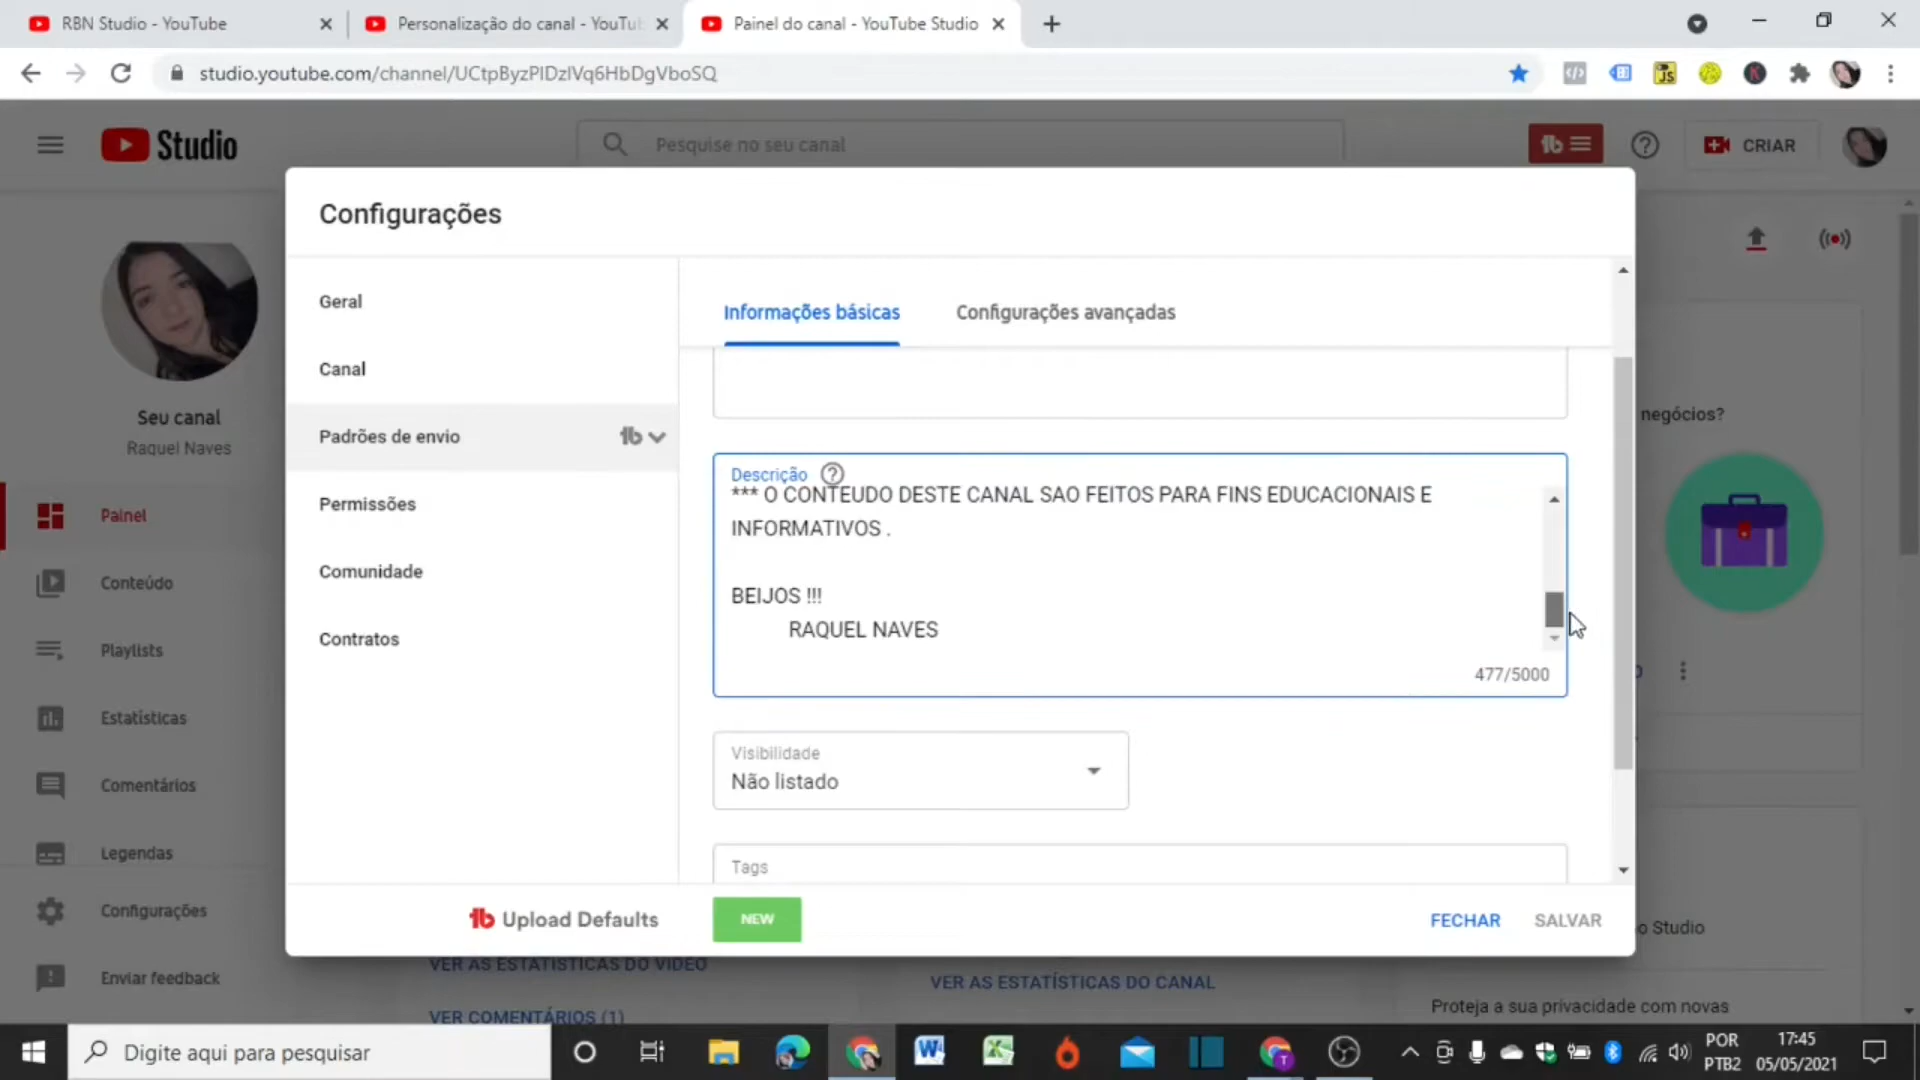 RBN Studio - YouTube
Personalização do canal - YouTu
Painel do canal - YouTube Studio
studio.youtube.com/channel/UCtpByzPIDzlVq6HbDgVboSQ
Studio
Pesquise no seu canal
CRIAR
Configurações
Geral
Informações básicas
Configurações avançadas
Canal
Padrões de envio
Permissões
Comunidade
Contratos
Seu canal
Raquel Naves
Painel
Conteúdo
Playlists
Estatísticas
Comentários
Legendas
Configurações
Enviar feedback
negócios?
Descrição
*** O CONTEUDO DESTE CANAL SAO FEITOS PARA FINS EDUCACIONAIS E
INFORMATIVOS .
BEIJOS !!!
RAQUEL NAVES
477/5000
Visibilidade
Não listado
Tags
Upload Defaults
NEW
FECHAR
SALVAR
o Studio
VER AS ESTATÍSTICAS DO VÍDEO
VER AS ESTATÍSTICAS DO CANAL
Proteja a sua privacidade com novas
VER COMENTÁRIOS (1)
Digite aqui para pesquisar
POR
PTB2
17:45
05/05/2021